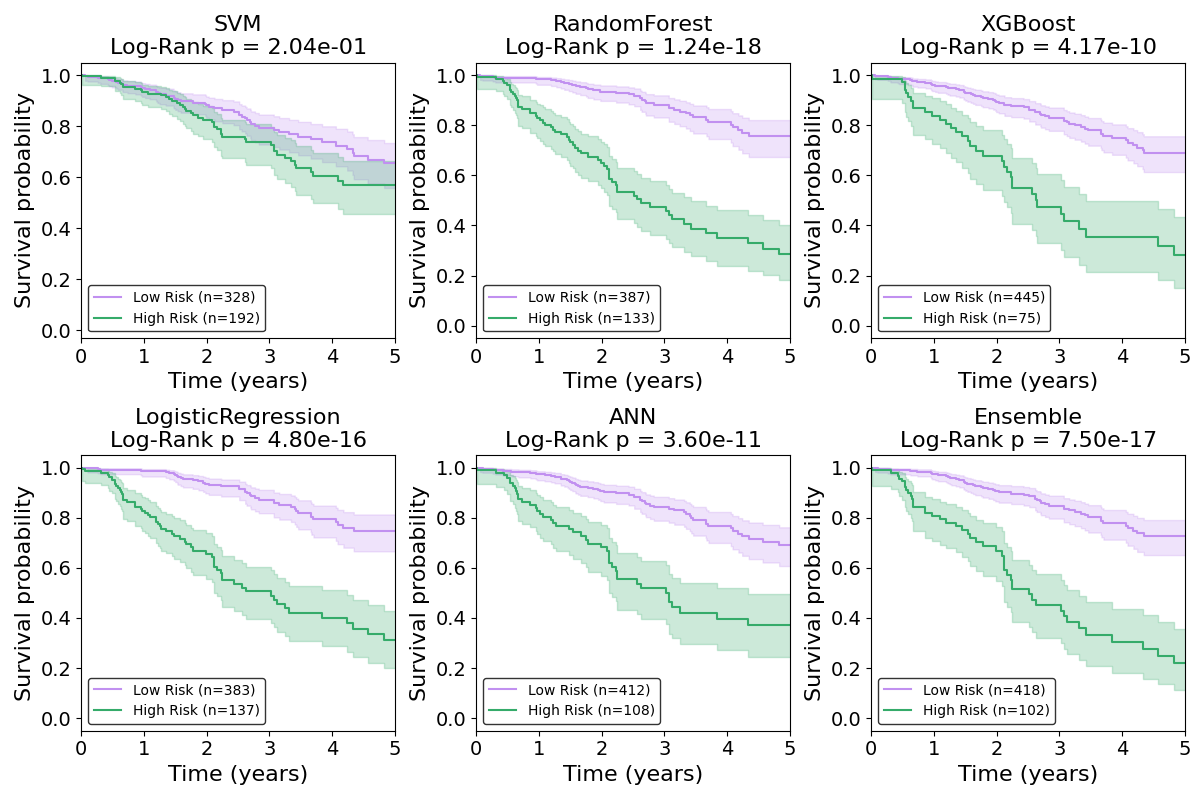 SVM
Log-Rank p = 2.04e-01
Survival probability
1.0
0.8
0.6
0.4
0.2
0.0
Low Risk (n=328)
High Risk (n=192)
0 1 2 3 4 5
Time (years)
RandomForest
Log-Rank p = 1.24e-18
Survival probability
1.0
0.8
0.6
0.4
0.2
0.0
Low Risk (n=387)
High Risk (n=133)
0 1 2 3 4 5
Time (years)
XGBoost
Log-Rank p = 4.17e-10
Survival probability
1.0
0.8
0.6
0.4
0.2
0.0
Low Risk (n=445)
High Risk (n=75)
0 1 2 3 4 5
Time (years)
LogisticRegression
Log-Rank p = 4.80e-16
Survival probability
1.0
0.8
0.6
0.4
0.2
0.0
Low Risk (n=383)
High Risk (n=137)
0 1 2 3 4 5
Time (years)
ANN
Log-Rank p = 3.60e-11
Survival probability
1.0
0.8
0.6
0.4
0.2
0.0
Low Risk (n=412)
High Risk (n=108)
0 1 2 3 4 5
Time (years)
Ensemble
Log-Rank p = 7.50e-17
Survival probability
1.0
0.8
0.6
0.4
0.2
0.0
Low Risk (n=418)
High Risk (n=102)
0 1 2 3 4 5
Time (years)